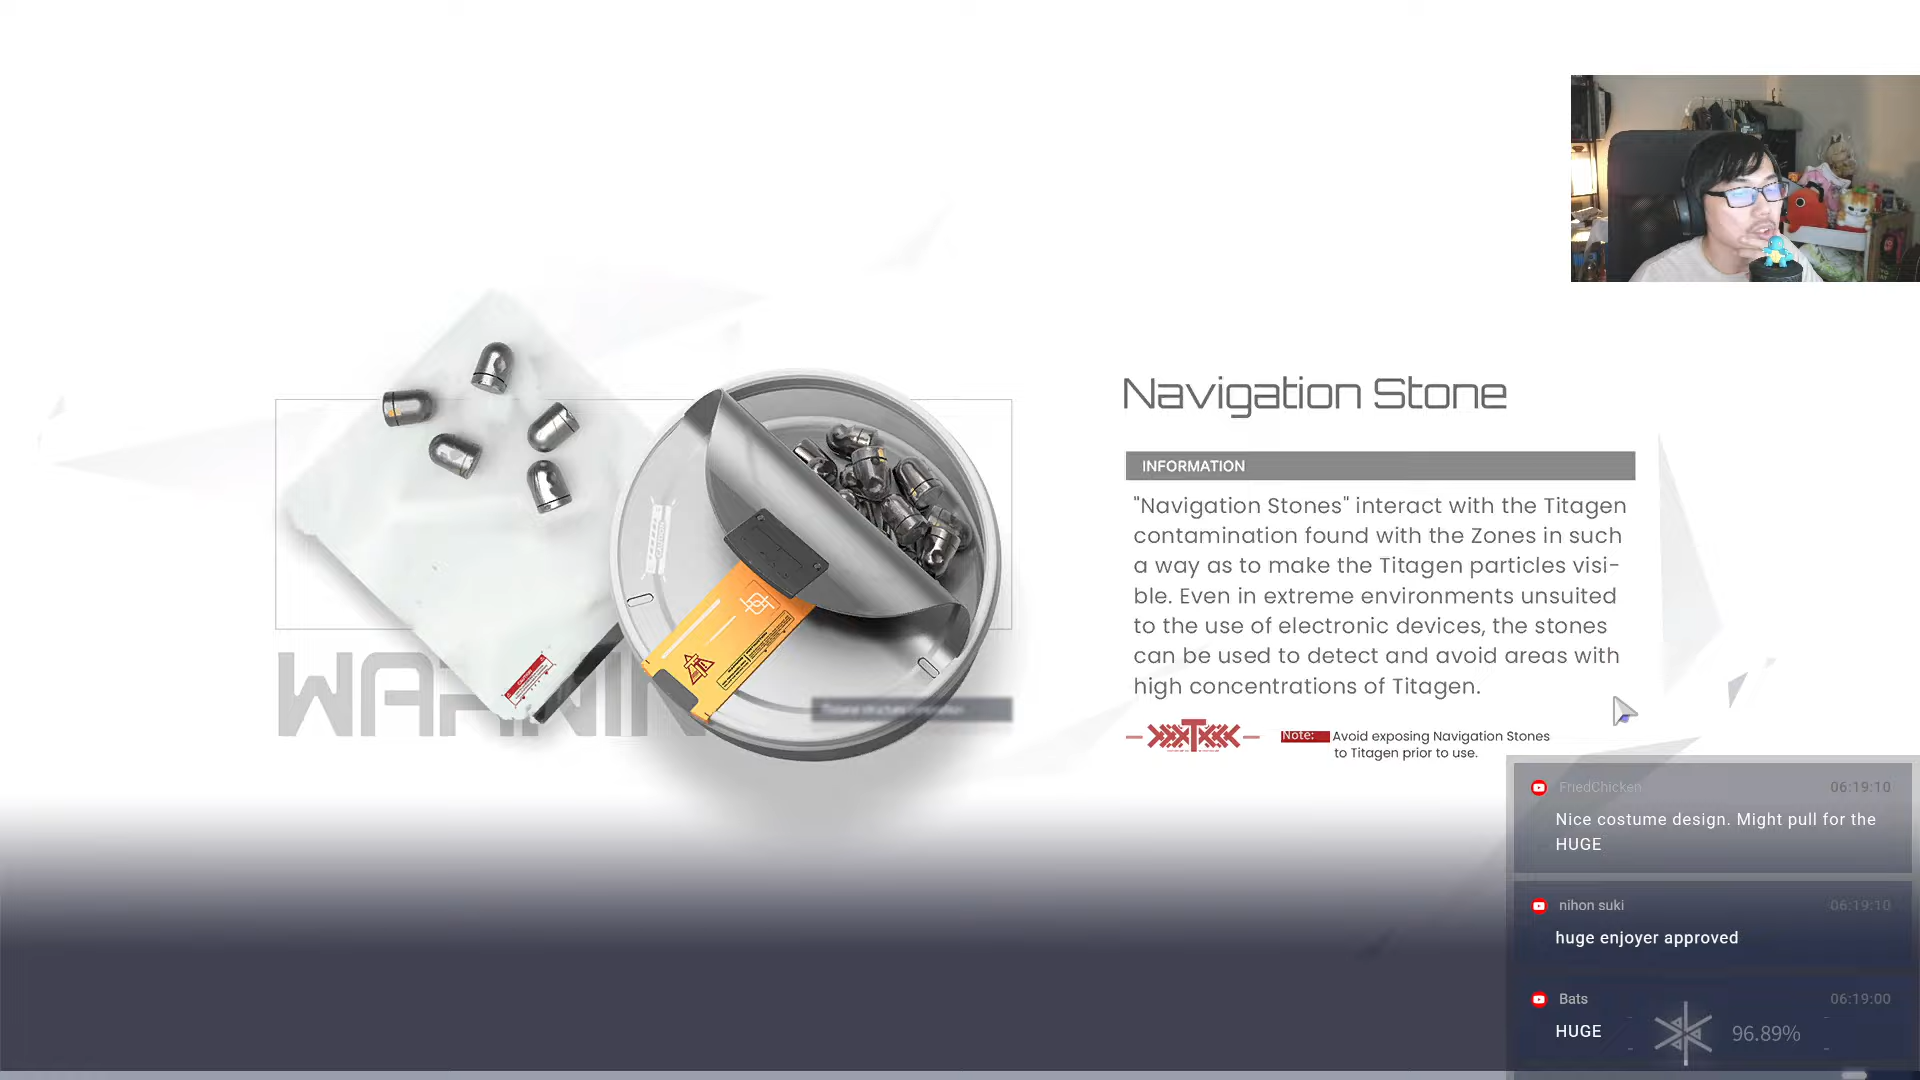 Navigation Stone
INFORMATION
"Navigation Stones" interact with the Titagen
contamination found with the Zones in such
a way as to make the Titagen particles visi-
ble. Even in extreme environments unsuited
to the use of electronic devices, the stones
can be used to detect and avoid areas with
high concentrations of Titagen.
Note: Avoid exposing Navigation Stones
to Titagen prior to use.
FriedChicken 06:19:10
Nice costume design. Might pull for the
HUGE
nihon suki 06:19:10
huge enjoyer approved
Bats 06:19:00
HUGE
96.89%